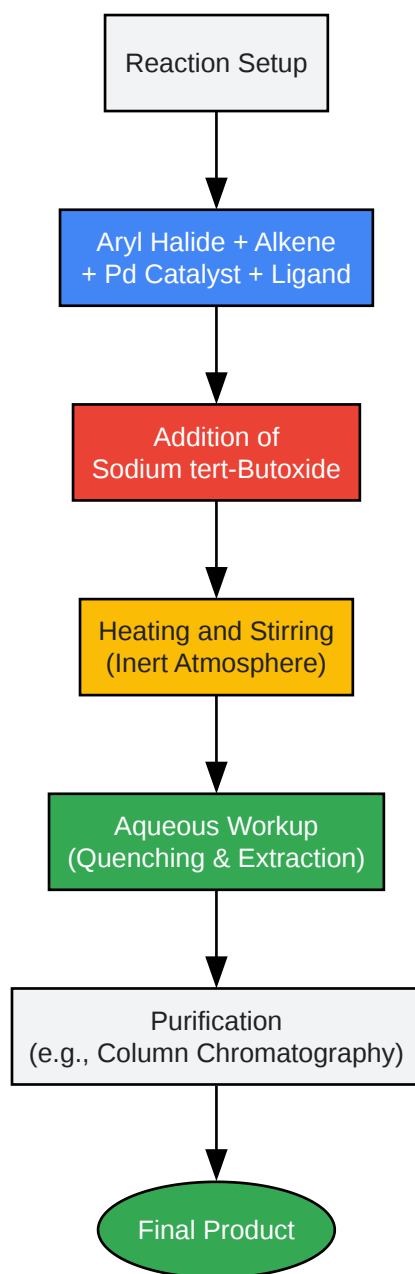 Reaction Setup
Aryl Halide + Alkene
+ Pd Catalyst + Ligand
Addition of
Sodium tert-Butoxide
Heating and Stirring
(Inert Atmosphere)
Aqueous Workup
(Quenching & Extraction)
Purification
(e.g., Column Chromatography)
Final Product